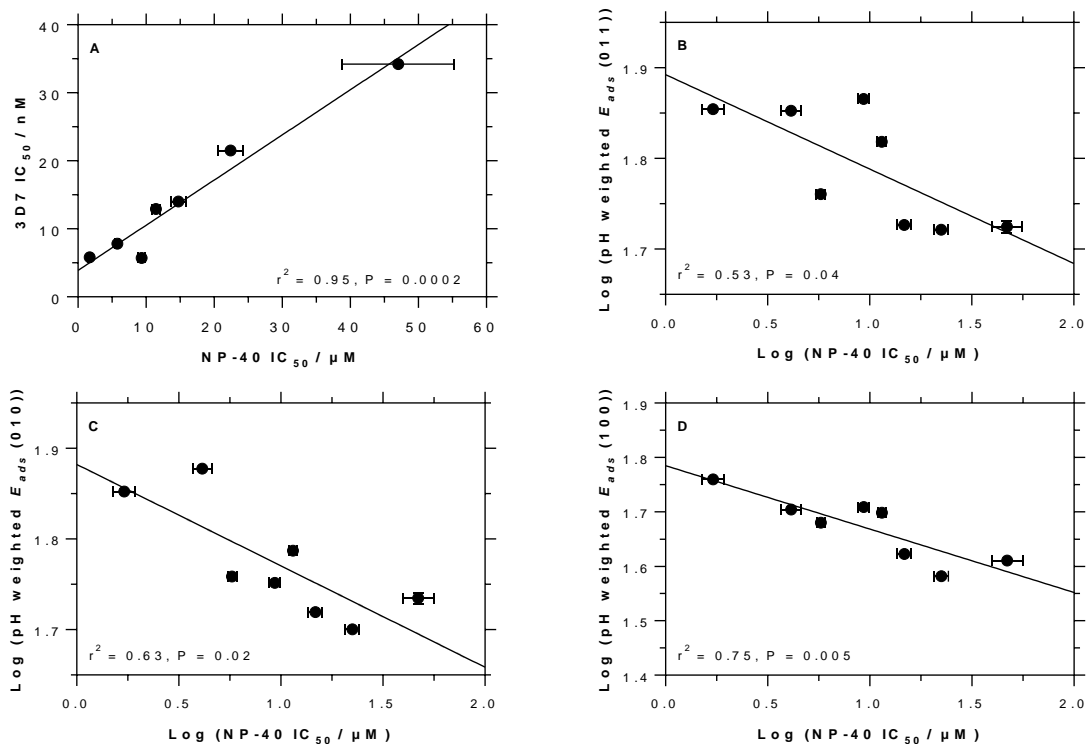 A
3D7 IC50 / nM
40
30
20
10
0
r2 = 0.95, P = 0.0002
0 10 20 30 40 50 60
NP-40 IC50 / µM
B
Log (pH weighted Eads (011))
1.9
1.8
1.7
r2 = 0.53, P = 0.04
0.0 0.5 1.0 1.5 2.0
Log (NP-40 IC50 / µM)
C
Log (pH weighted Eads (010))
1.9
1.8
1.7
r2 = 0.63, P = 0.02
0.0 0.5 1.0 1.5 2.0
Log (NP-40 IC50 / µM)
D
Log (pH weighted Eads (100))
1.9
1.8
1.7
1.6
1.5
1.4
r2 = 0.75, P = 0.005
0.0 0.5 1.0 1.5 2.0
Log (NP-40 IC50 / µM)